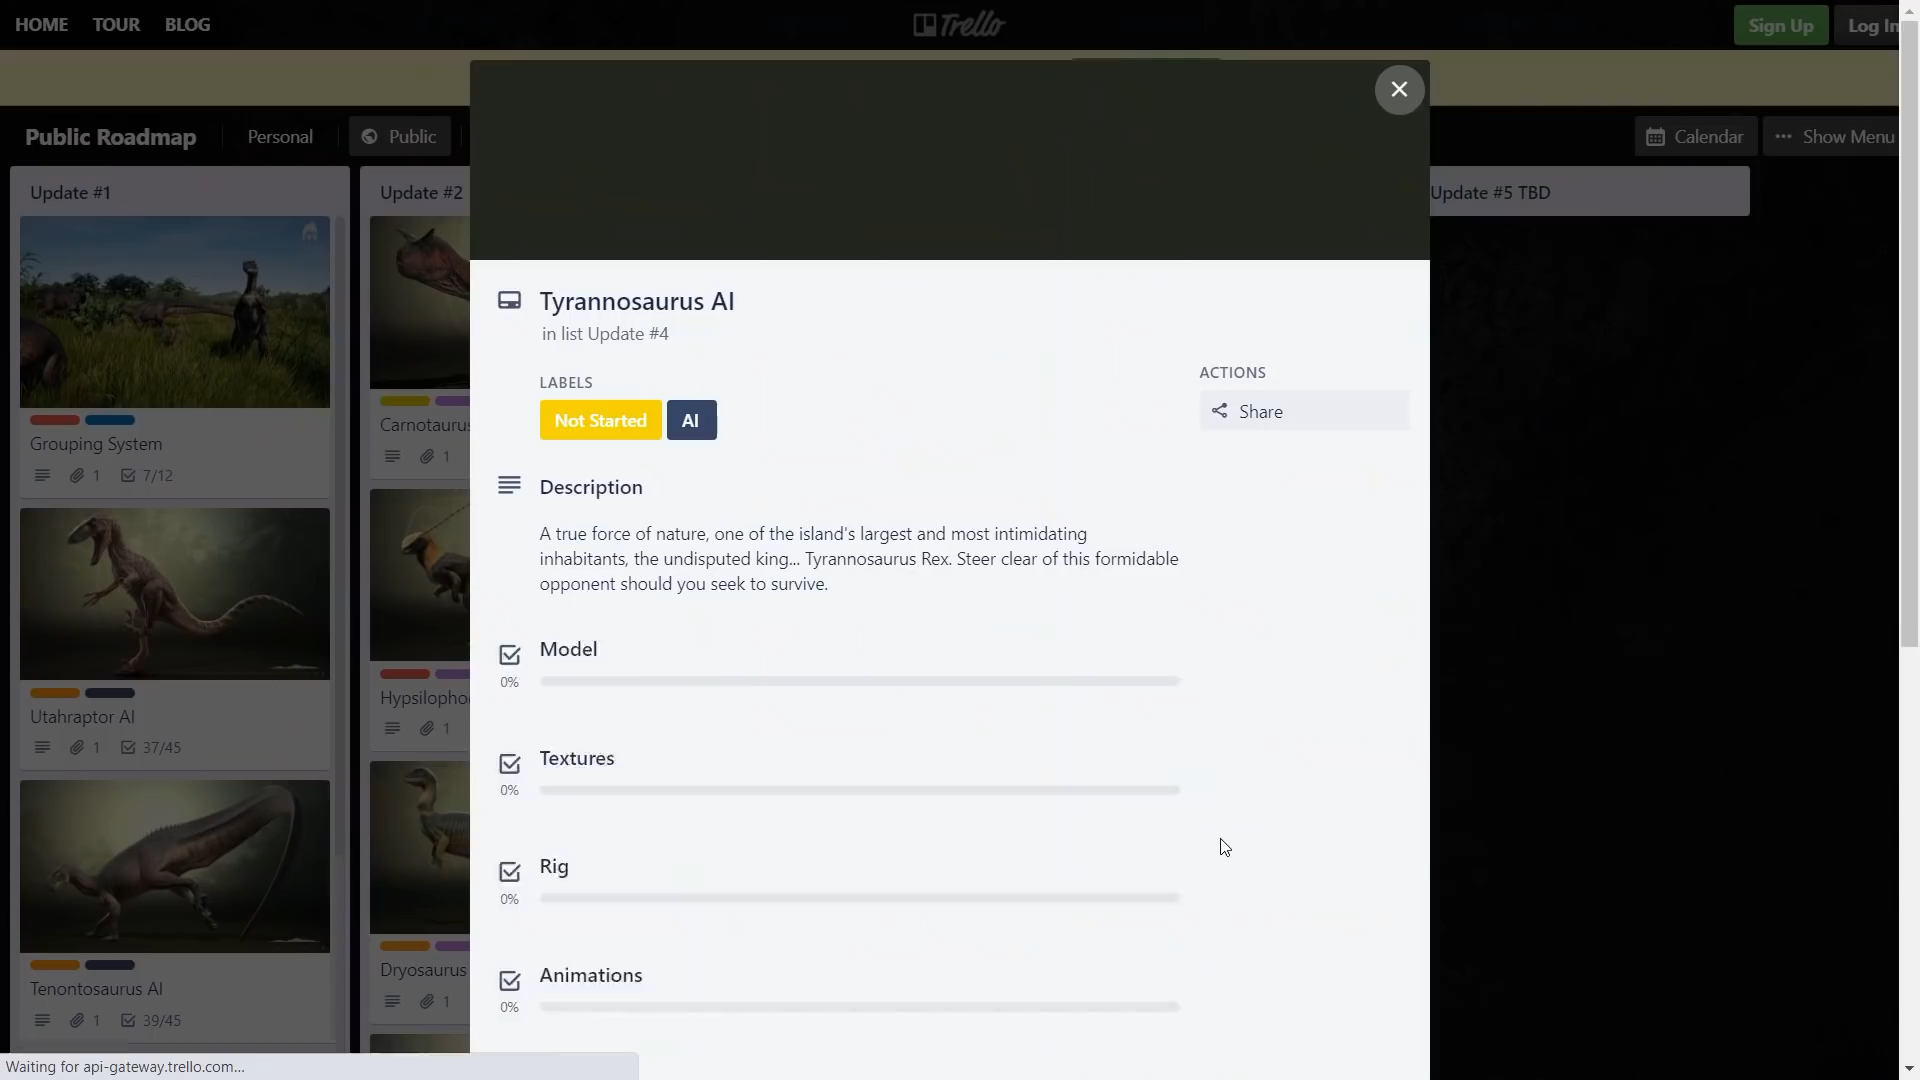 HOME TOUR BLOG Trello Sign Up Log In
Public Roadmap Personal Public Calendar Show Menu
Update #1
Grouping System
1 7/12
Utahraptor AI
1 37/45
Tenontosaurus AI
1 39/45
Update #2
Carnotaurus
1
Hypsilopho
1
Dryosaurus
1
Tyrannosaurus AI
in list Update #4
LABELS
Not Started AI
Description
A true force of nature, one of the island's largest and most intimidating
inhabitants, the undisputed king... Tyrannosaurus Rex. Steer clear of this formidable
opponent should you seek to survive.
Model
0%
Textures
0%
Rig
0%
Animations
0%
ACTIONS
Share
Update #5 TBD
Waiting for api-gateway.trello.com...